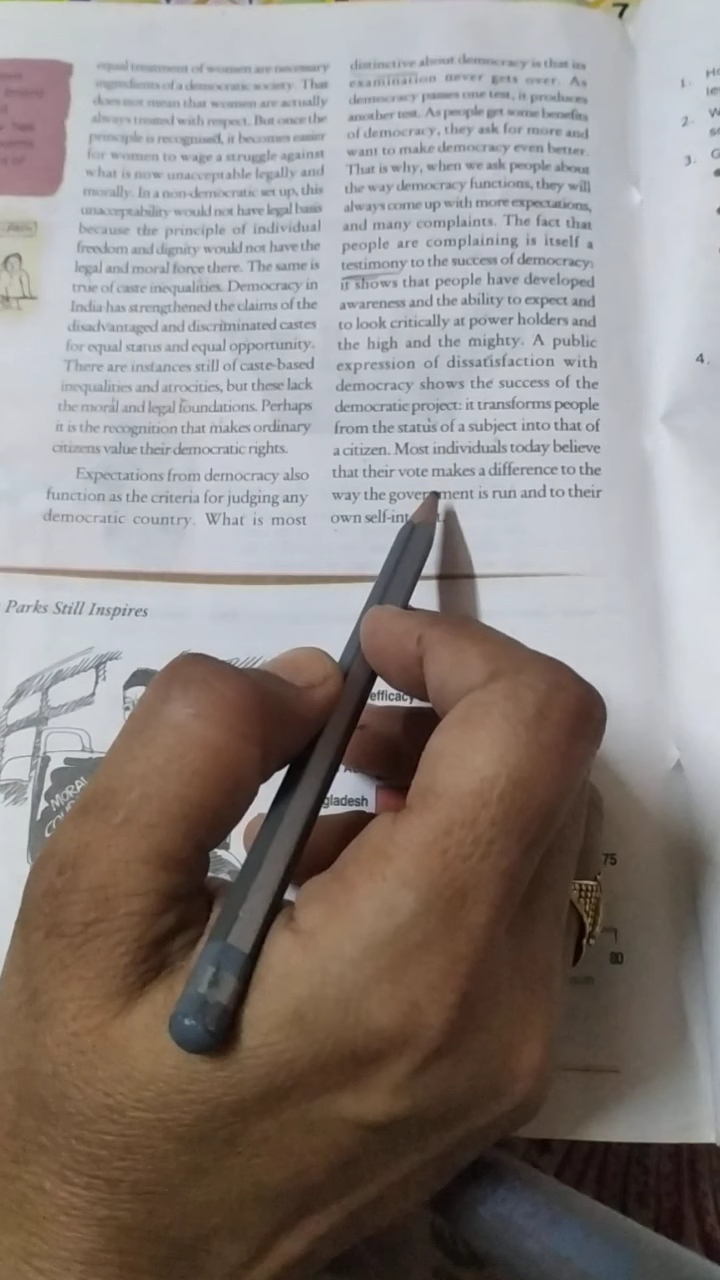 7
equal treatment of women are necessary
ingredients of a democratic society. That
does not mean that women are actually
always treated with respect. But once the
principle is recognised, it becomes easier
for women to wage a struggle against
what is now unacceptable legally and
morally. In a non-democratic set up, this
unacceptability would not have legal basis
because the principle of individual
freedom and dignity would not have the
legal and moral force there. The same is
true of caste inequalities. Democracy in
India has strengthened the claims of the
disadvantaged and discriminated castes
for equal status and equal opportunity.
There are instances still of caste-based
inequalities and atrocities, but these lack
the moral and legal foundations. Perhaps
it is the recognition that makes ordinary
citizens value their democratic rights.
Expectations from democracy also
function as the criteria for judging any
democratic country. What is most
distinctive about democracy is that its
examination never gets over. As
democracy passes one test, it produces
another test. As people get some benefits
of democracy, they ask for more and
want to make democracy even better.
That is why, when we ask people about
the way democracy functions, they will
always come up with more expectations,
and many complaints. The fact that
people are complaining is itself a
testimony to the success of democracy:
it shows that people have developed
awareness and the ability to expect and
to look critically at power holders and
the high and the mighty. A public
expression of dissatisfaction with
democracy shows the success of the
democratic project: it transforms people
from the status of a subject into that of
a citizen. Most individuals today believe
that their vote makes a difference to the
way the government is run and to their
own self-int
Parks Still Inspires
MORAL
efficacy
gladesh
75
80
1.
2.
3.
4.